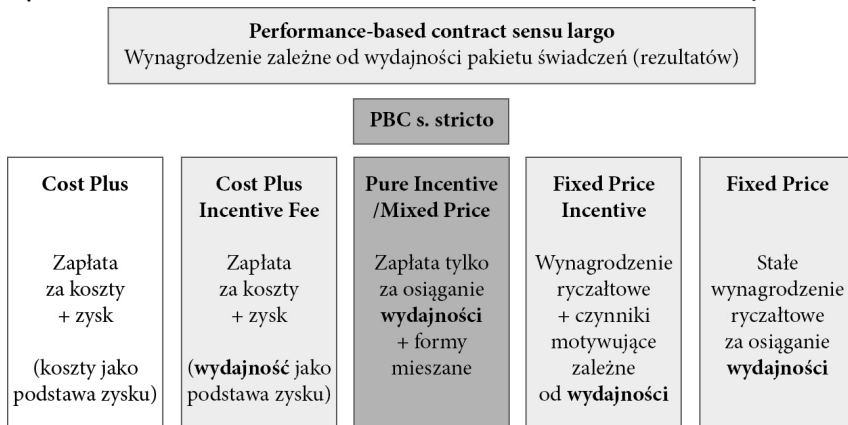 Performance-based contract sensu largo
Wynagrodzenie zależne od wydajności pakietu świadczeń (rezultatów)
PBC s. stricto
Cost Plus
Zapłata
za koszty
+ zysk
(koszty jako
podstawa zysku)
Cost Plus
Incentive Fee
Zapłata
za koszty
+ zysk
(wydajność jako
podstawa zysku)
Pure Incentive
/Mixed Price
Zapłata tylko
za osiąganie
wydajności
+ formy
mieszane
Fixed Price
Incentive
Wynagrodzenie
ryczałtowe
+ czynniki
motywujące
zależne
od wydajności
Fixed Price
Stałe
wynagrodzenie
ryczałtowe
za osiąganie
wydajności